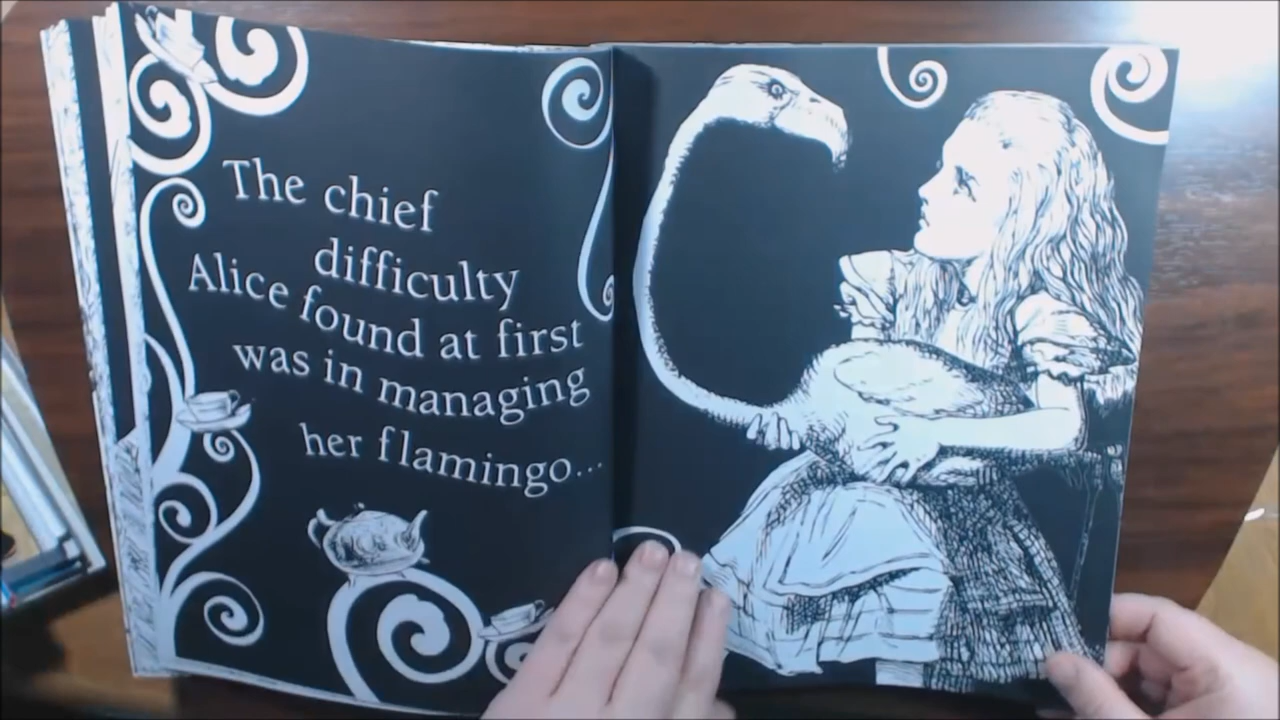 The chief
difficulty
Alice found at first
was in managing
her flamingo...